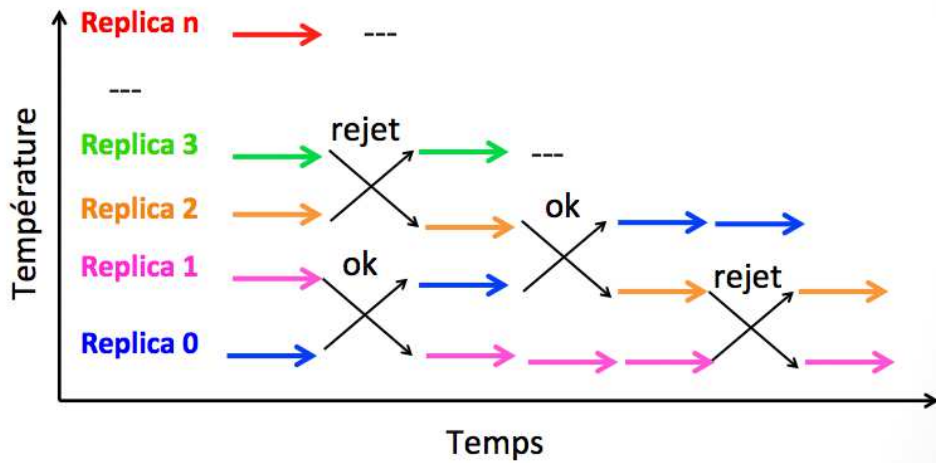 Replica n
---
---
rejet
Replica 3
---
Replica 2
ok
Replica 1
ok
rejet
Replica 0
Température
Temps